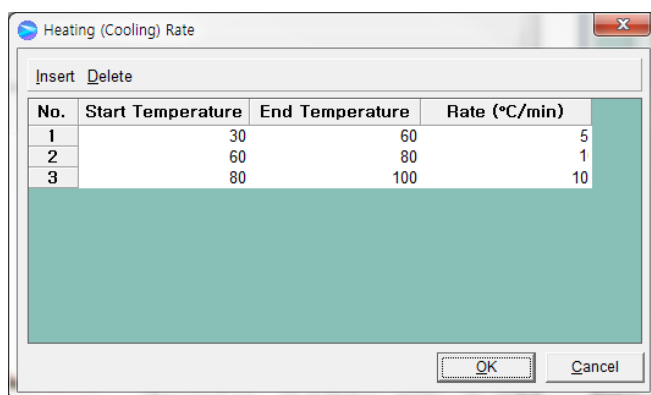 Heating (Cooling) Rate
x
Insert Delete
No. Start Temperature End Temperature Rate (°C/min)
1 30 60 5
2 60 80 1
3 80 100 10
OK Cancel